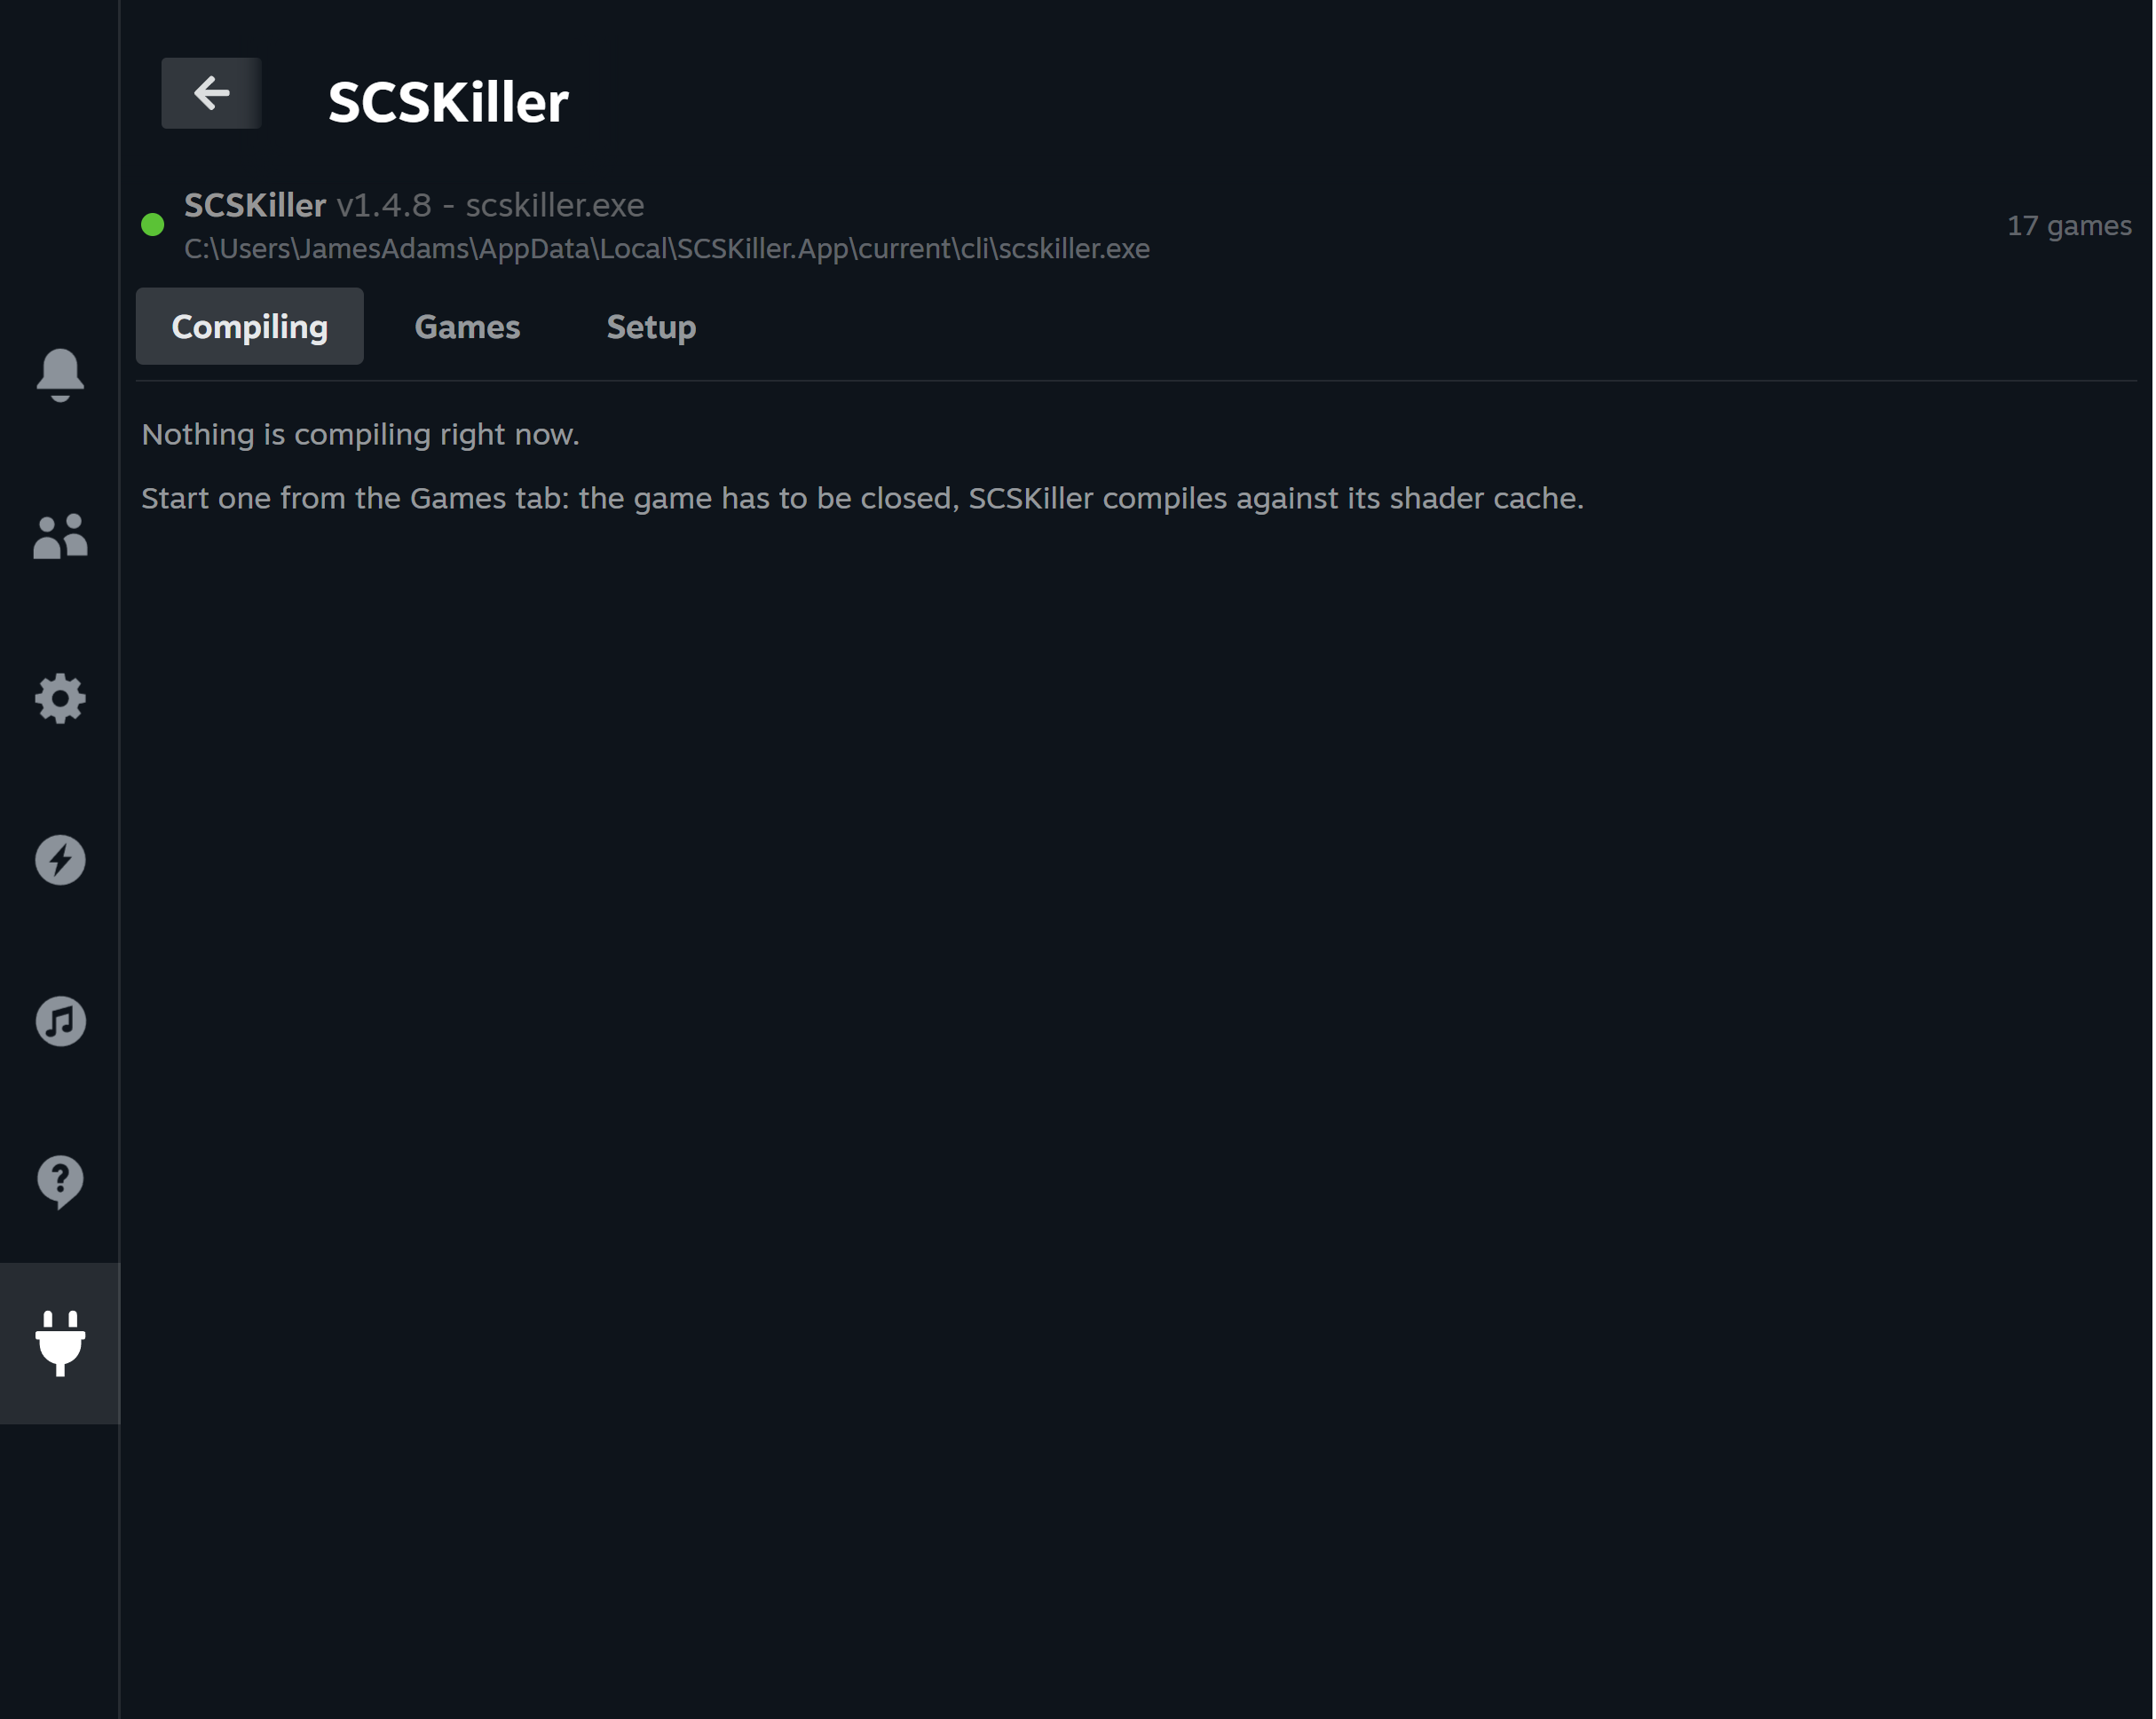 SCSKiller
SCSKiller v1.4.8 - scskiller.exe
C:\Users\JamesAdams\AppData\Local\SCSKiller.App\current\cli\scskiller.exe
17 games
Compiling
Games
Setup
Nothing is compiling right now.
Start one from the Games tab: the game has to be closed, SCSKiller compiles against its shader cache.